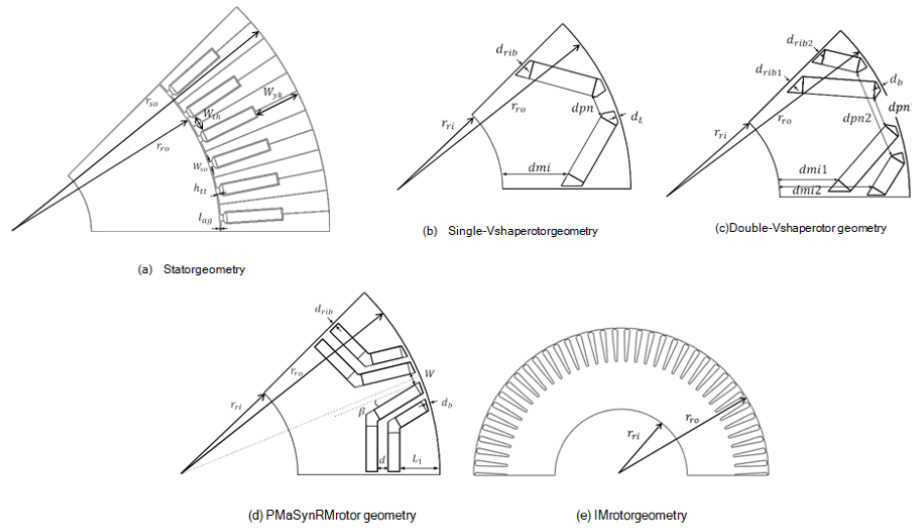 r_so
r_ro
W_th
W_yk
W_so
h_tt
l_ag
(a) Statorgeometry
d_rib
r_ri
r_ro
dpn
d_t
dmi
(b) Single-Vshaperotorgeometry
d_rib2
d_rib1
d_b
dpn1
dpn2
r_ri
r_ro
dmi1
dmi2
(c)Double-Vshaperotor geometry
d_rib
r_ro
r_ri
W
β
d_b
d
L_1
(d) PMaSynRMrotor geometry
r_ri
r_ro
(e) IMrotorgeometry